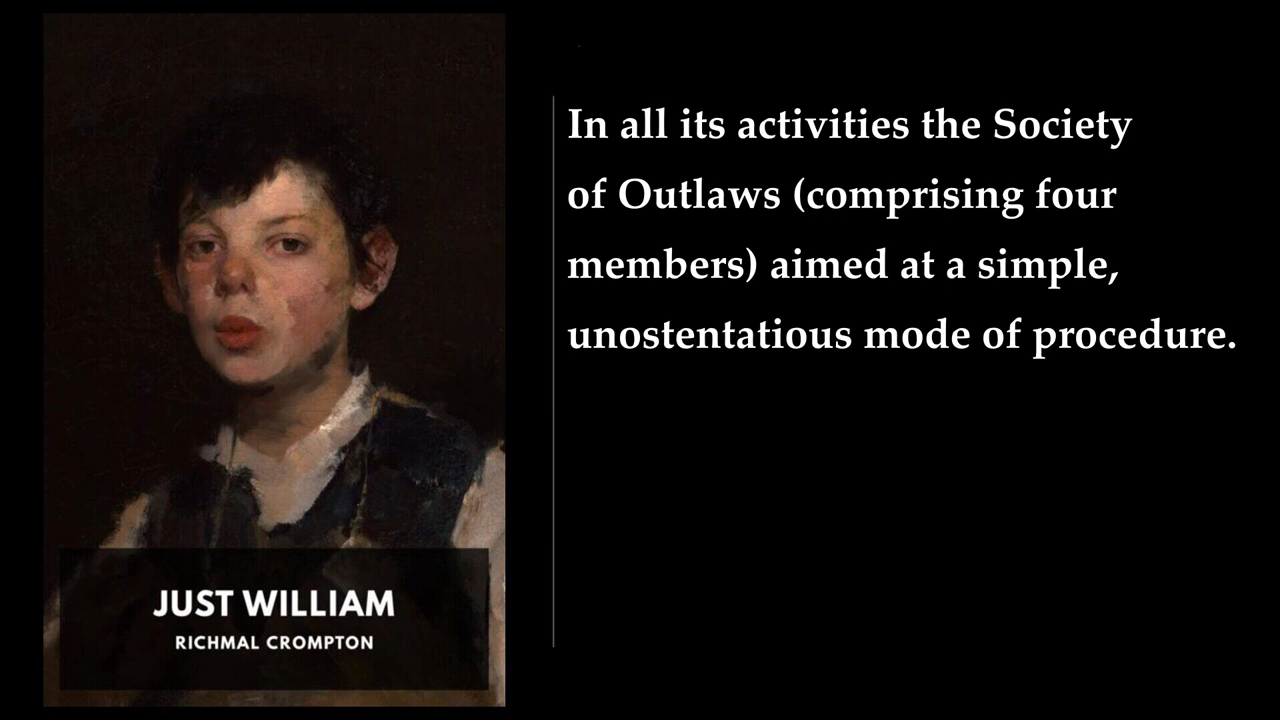 In all its activities the Society
of Outlaws (comprising four
members) aimed at a simple,
unostentatious mode of procedure.
JUST WILLIAM
RICHMAL CROMPTON